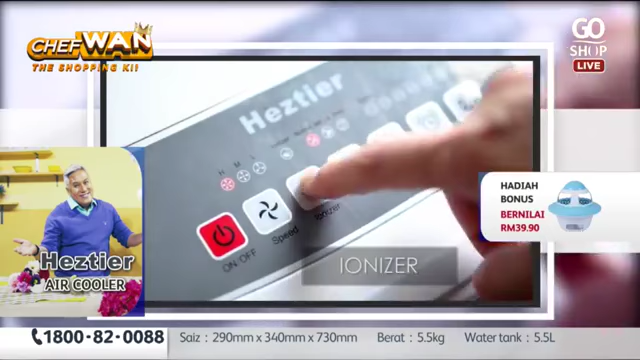 CHEF WAN
THE SHOPPING K!!
GO
SHOP
LIVE
Heztier
H M L
ON/OFF
Speed
Ionizer
IONIZER
HADIAH
BONUS
BERNILAI
RM39.90
Heztier
AIR COOLER
1800-82-0088
Saiz : 290mm x 340mm x 730mm Berat : 5.5kg Water tank : 5.5L